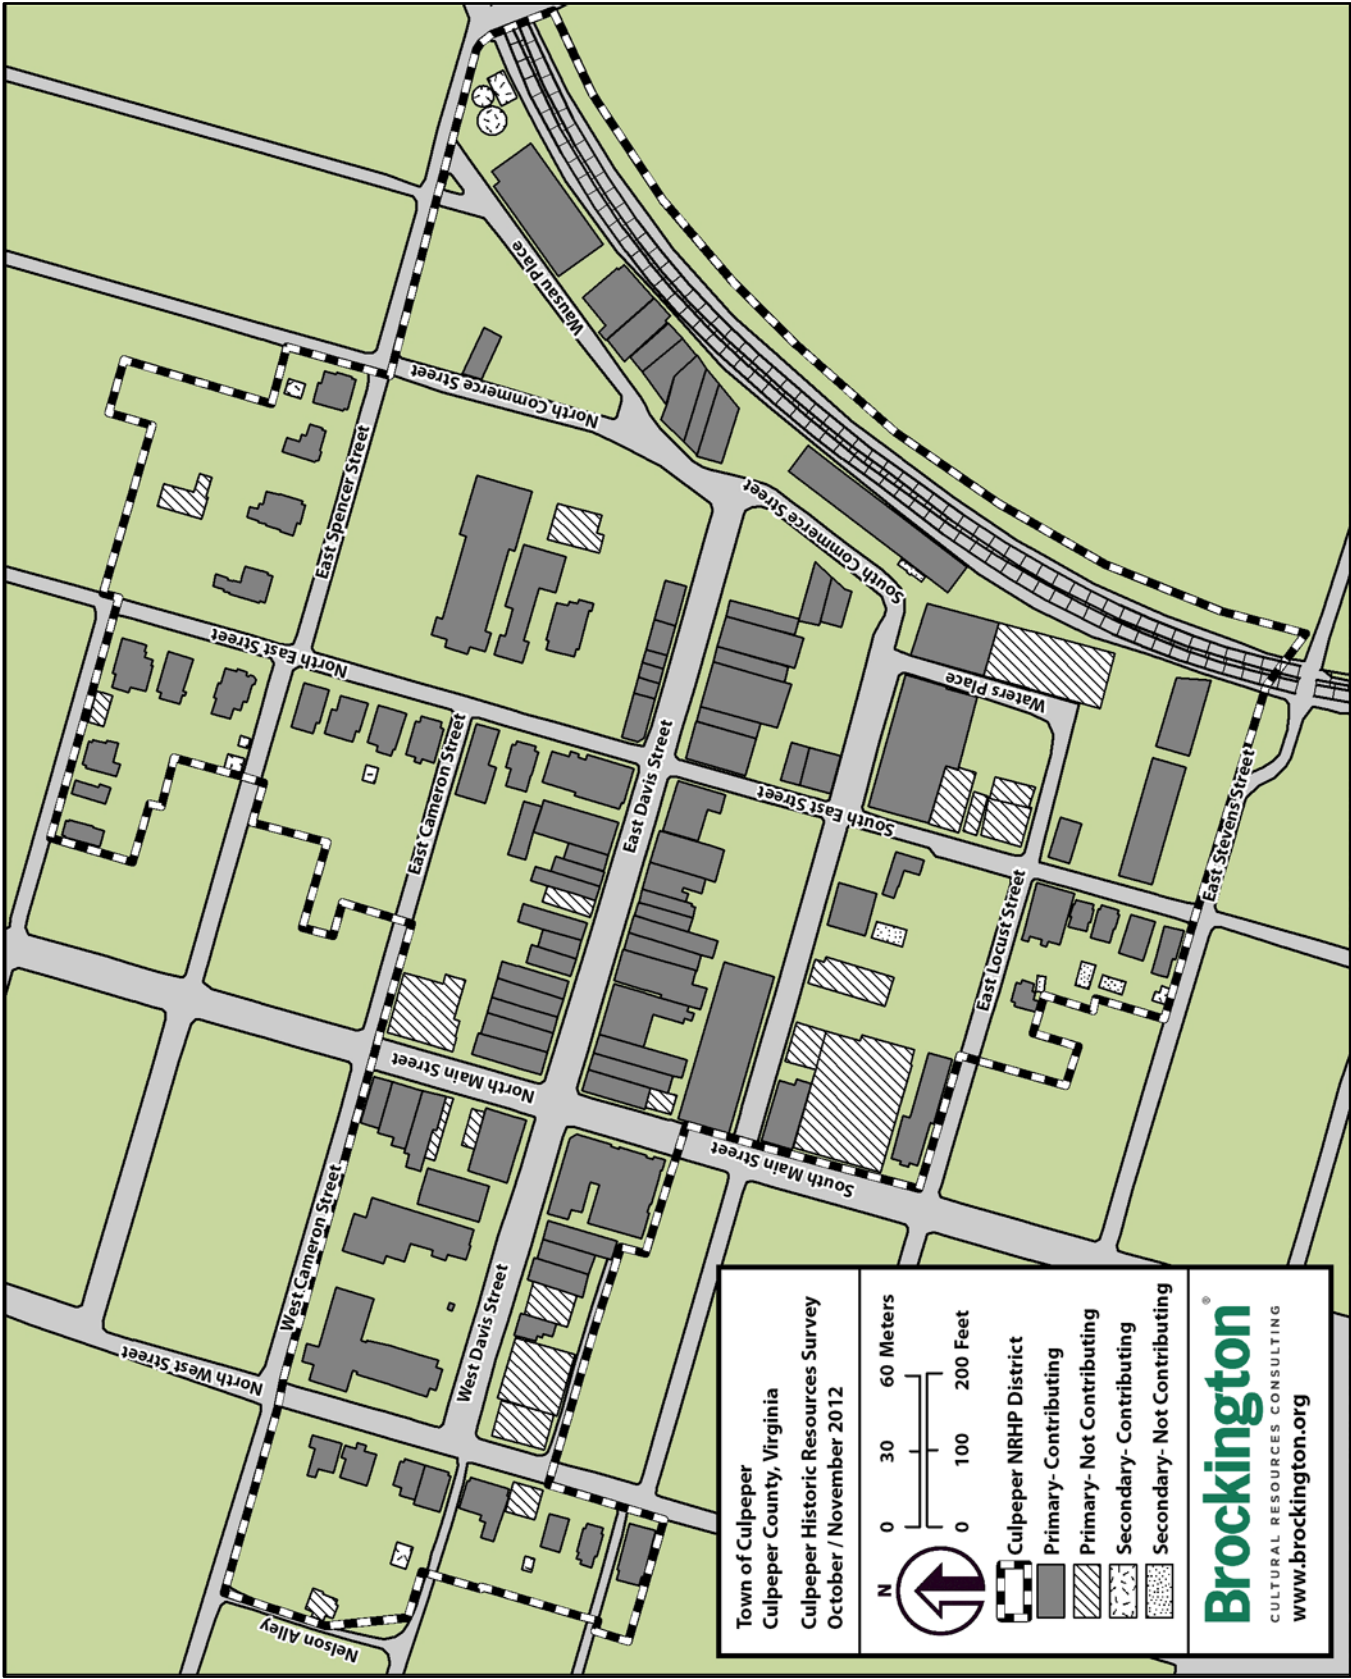 Nelson Alley
North West Street
West Cameron Street
West Davis Street
North Main Street
South Main Street
East Cameron Street
East Davis Street
North East Street
South East Street
East Spencer Street
East Locust Street
East Stevens Street
North Commerce Street
South Commerce Street
Wausau Place
Waters Place
Town of Culpeper
Culpeper County, Virginia
Culpeper Historic Resources Survey
October / November 2012
N
0 30 60 Meters
0 100 200 Feet
Culpeper NRHP District
Primary- Contributing
Primary- Not Contributing
Secondary- Contributing
Secondary- Not Contributing
Brockington®
CULTURAL RESOURCES CONSULTING
www.brockington.org